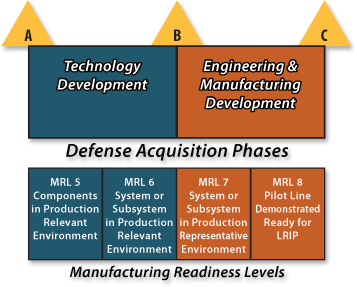 A
B
C
Technology
Development
Engineering &
Manufacturing
Development
Defense Acquisition Phases
MRL 5
Components
in Production
Relevant
Environment
MRL 6
System or
Subsystem
in Production
Relevant
Environment
MRL 7
System or
Subsystem
in Production
Representative
Environment
MRL 8
Pilot Line
Demonstrated
Ready for
LRIP
Manufacturing Readiness Levels